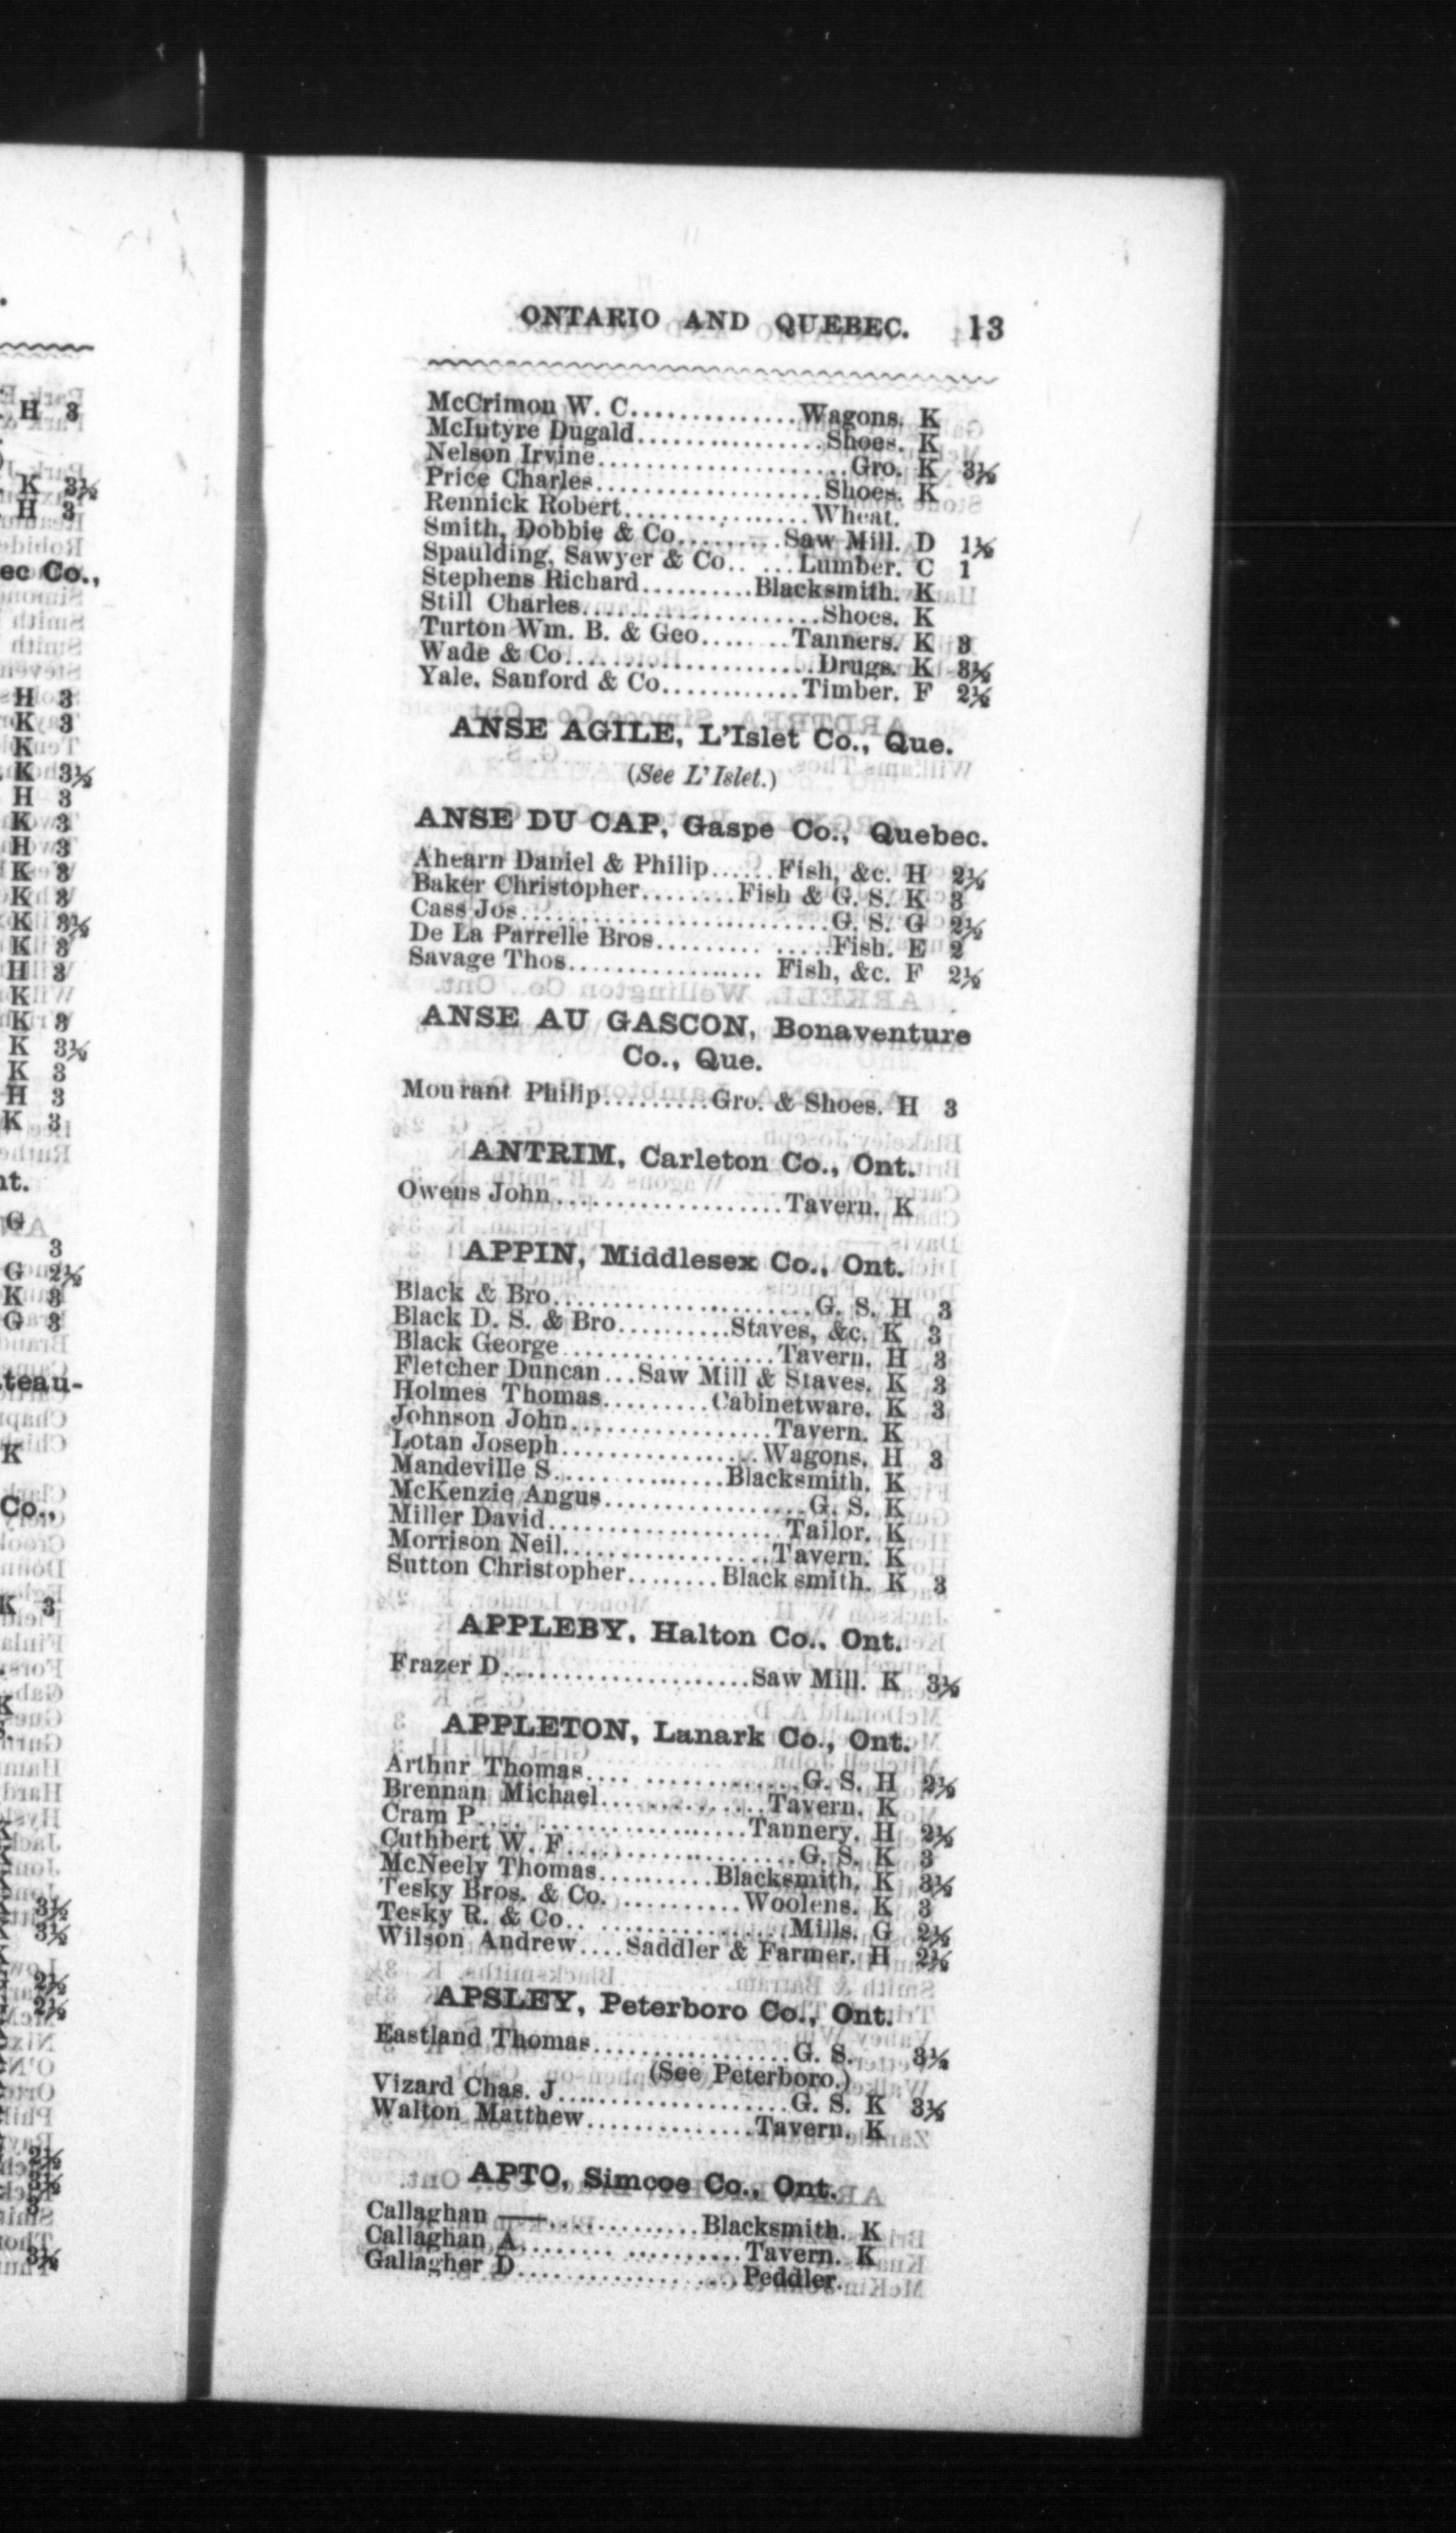 ONTARIO AND QUEBEC. 13
McCrimon W. C..............Wagons. K
McIntyre Dugald................Shoes. K
Nelson Irvine......................Gro. K 3½
Price Charles....................Shoes. K
Rennick Robert................Wheat.
Smith, Dobbie & Co.........Saw Mill. D 1½
Spaulding, Sawyer & Co.. ...Lumber. C 1
Stephens Richard..........Blacksmith. K
Still Charles.....................Shoes. K
Turton Wm. B. & Geo........Tanners. K 3
Wade & Co......................Drugs. K 3½
Yale, Sanford & Co............Timber. F 2½
ANSE AGILE, L'Islet Co., Que.
(See L'Islet.)
ANSE DU CAP, Gaspe Co., Quebec.
Ahearn Daniel & Philip......Fish, &c. H 2½
Baker Christopher........Fish & G. S. K 3
Cass Jos............................G. S. G 2½
De La Parrelle Bros......... .....Fish. E 2
Savage Thos................. Fish, &c. F 2½
ANSE AU GASCON, Bonaventure
Co., Que.
Mourant Philip.........Gro. & Shoes. H 3
ANTRIM, Carleton Co., Ont.
Owens John.....................Tavern. K
APPIN, Middlesex Co., Ont.
Black & Bro........................G. S. H 3
Black D. S. & Bro..........Staves, &c. K 3
Black George...................Tavern. H 3
Fletcher Duncan...Saw Mill & Staves. K 3
Holmes Thomas.........Cabinetware. K 3
Johnson John..................Tavern. K
Lotan Joseph..................Wagons. H 3
Mandeville S...............Blacksmith. K
McKenzie Angus..................G. S. K
Miller David.....................Tailor. K
Morrison Neil...................Tavern. K
Sutton Christopher........Blacksmith. K 3
APPLEBY, Halton Co., Ont.
Frazer D......................Saw Mill. K 3½
APPLETON, Lanark Co., Ont.
Arthur Thomas.... ..............G. S. H 2½
Brennan Michael...............Tavern. K
Cram P..... ...................Tannery. H 2½
Cuthbert W. F.....................G. S. K 3
McNeely Thomas..........Blacksmith. K 3½
Tesky Bros. & Co. ...........Woolens. K 3
Tesky R. & Co.. .................Mills. G 2½
Wilson Andrew....Saddler & Farmer. H 2½
APSLEY, Peterboro Co., Ont.
Eastland Thomas..................G. S. 3½
(See Peterboro.)
Vizard Chas. J.....................G. S. K 3½
Walton Matthew...............Tavern. K
APTO, Simcoe Co., Ont.
Callaghan ——..............Blacksmith. K
Callaghan A........ ..........Tavern. K
Gallagher D....................Peddler.